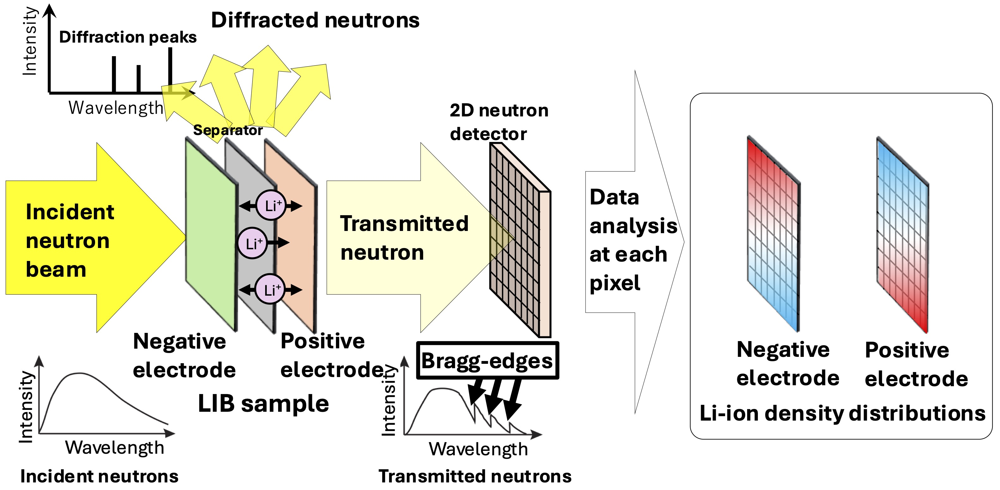 Intensity
Diffraction peaks
Wavelength
Diffracted neutrons
Separator
Incident
neutron
beam
Li⁺
Li⁺
Li⁺
Negative
electrode
Positive
electrode
LIB sample
Transmitted
neutron
2D neutron
detector
Intensity
Wavelength
Incident neutrons
Bragg-edges
Intensity
Wavelength
Transmitted neutrons
Data
analysis
at each
pixel
Negative
electrode
Positive
electrode
Li-ion density distributions